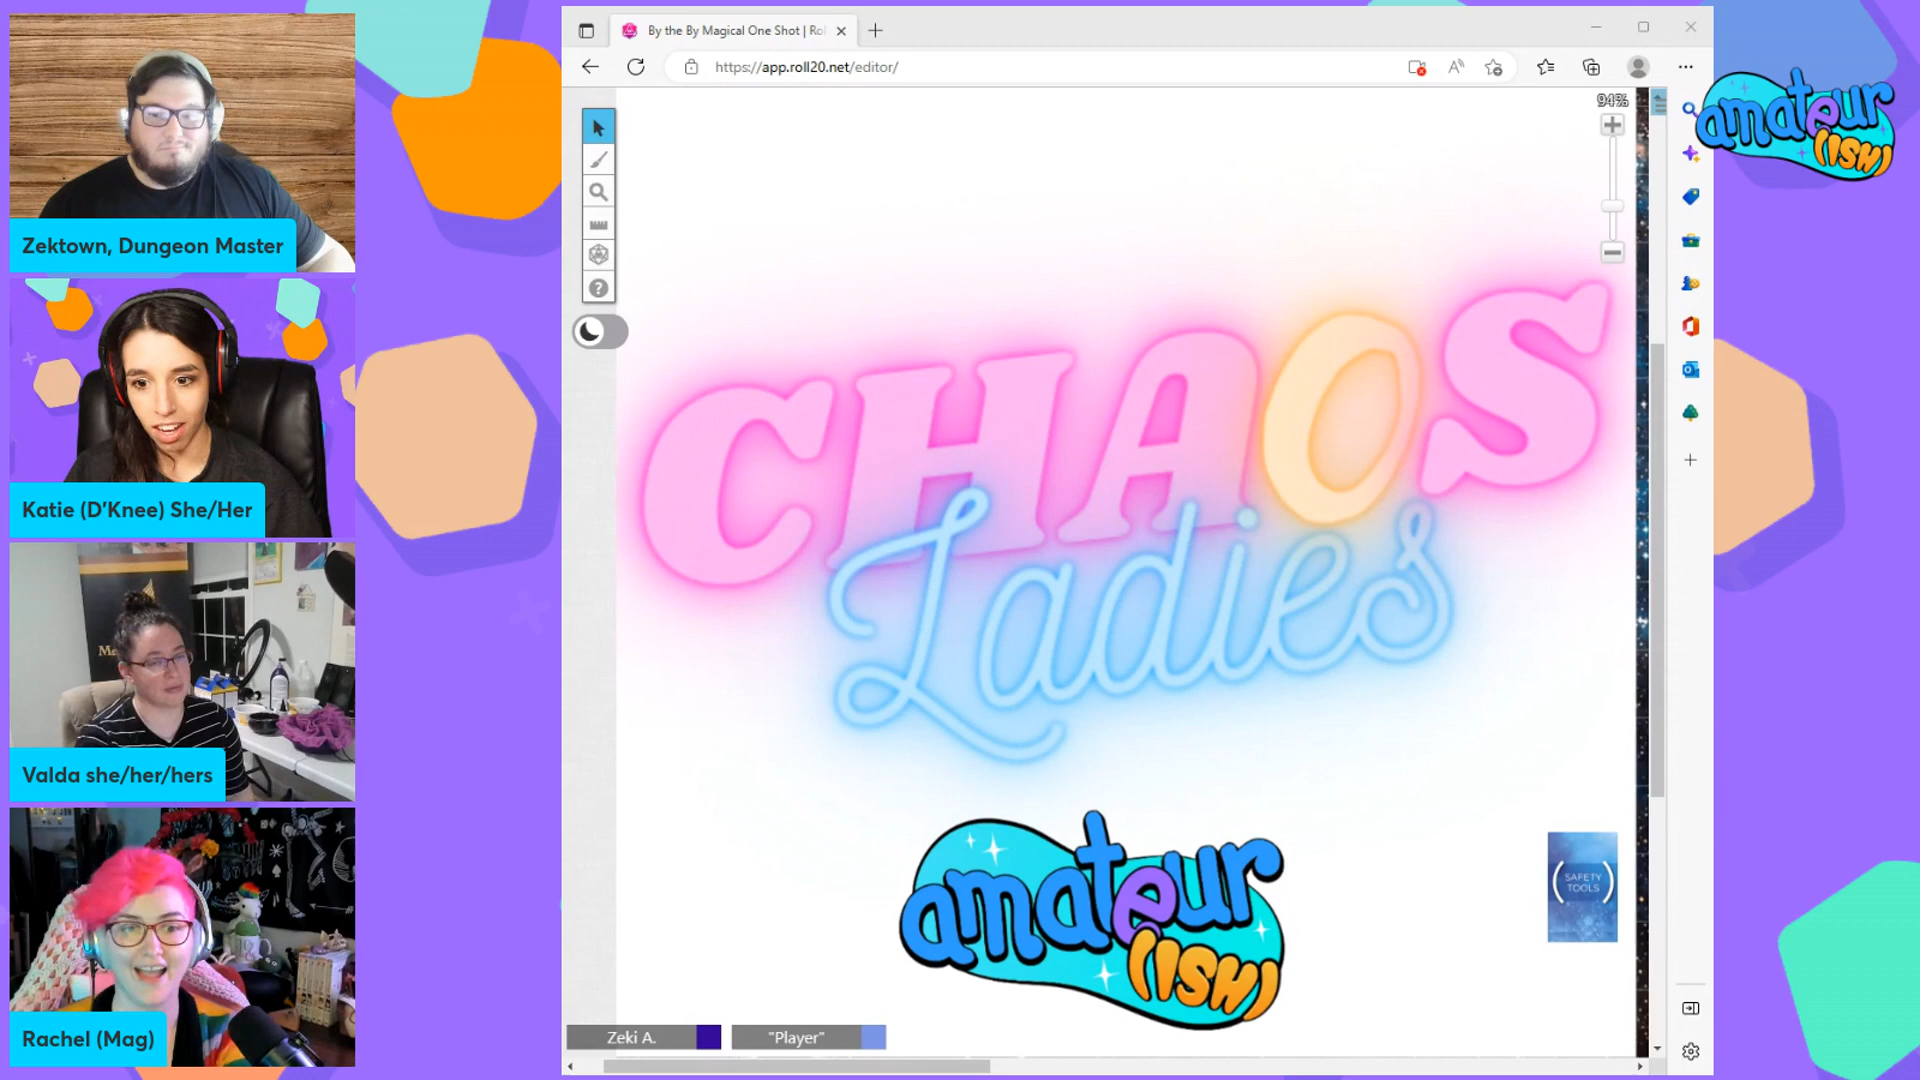 Zektown, Dungeon Master
Katie (D'Knee) She/Her
Valda she/her/hers
Rachel (Mag)
By the By Magical One Shot | Rol
https://app.roll20.net/editor/
94%
CHAOS
Ladies
amateur
(ISH)
SAFETY
TOOLS
Zeki A.
"Player"
amateur
(ISH)